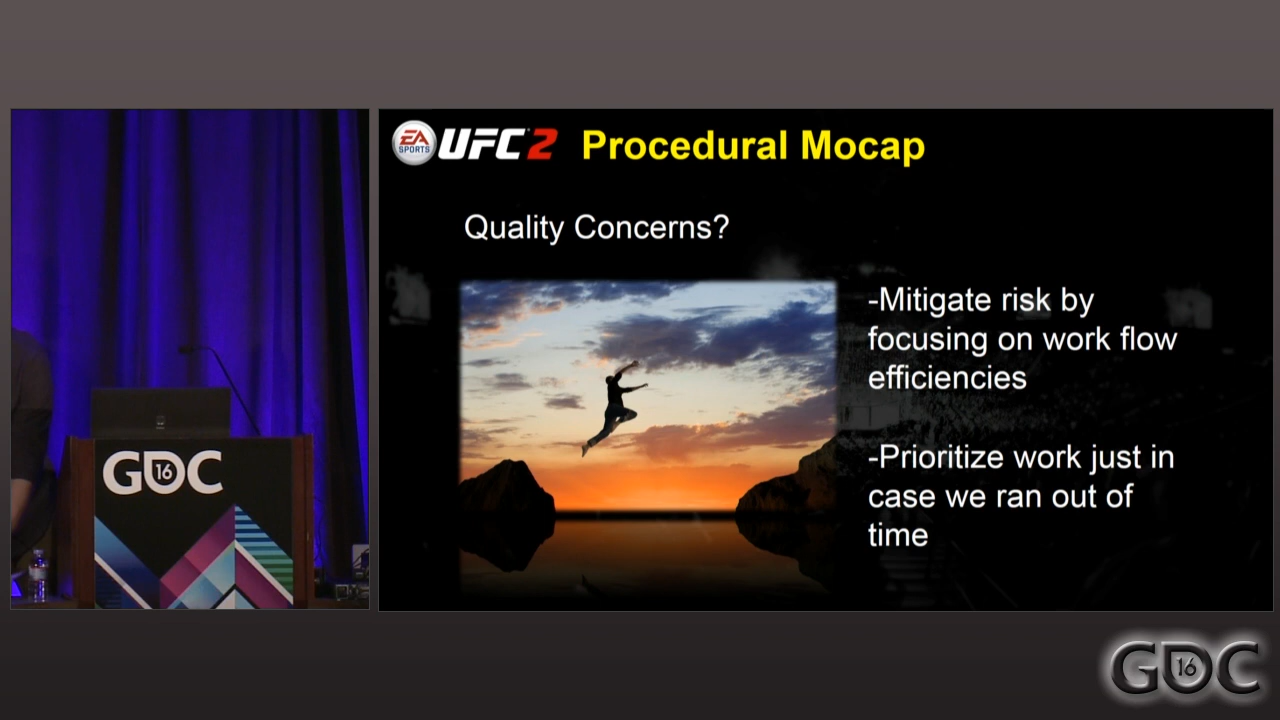 EA
SPORTS
UFC 2 Procedural Mocap
Quality Concerns?
-Mitigate risk by
focusing on work flow
efficiencies
-Prioritize work just in
case we ran out of
time
GDC
16
GDC
16